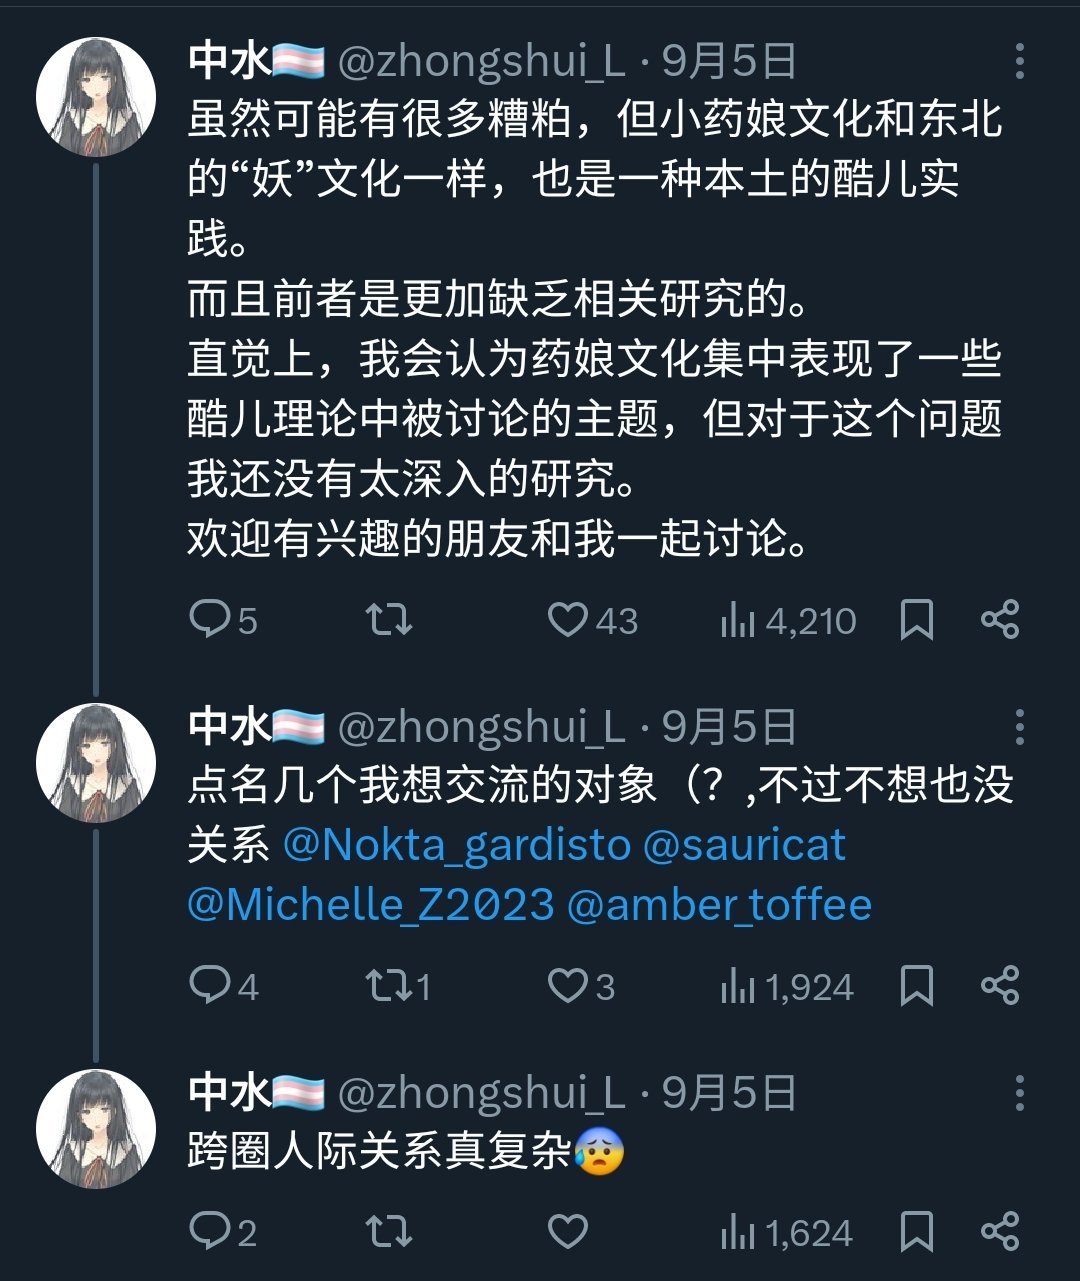 中水🏳️‍⚧️ @zhongshui_L · 9月5日
虽然可能有很多糟粕，但小药娘文化和东北
的“妖”文化一样，也是一种本土的酷儿实
践。
而且前者是更加缺乏相关研究的。
直觉上，我会认为药娘文化集中表现了一些
酷儿理论中被讨论的主题，但对于这个问题
我还没有太深入的研究。
欢迎有兴趣的朋友和我一起讨论。
5 43 4,210
中水🏳️‍⚧️ @zhongshui_L · 9月5日
点名几个我想交流的对象（？,不过不想也没
关系 @Nokta_gardisto @sauricat
@Michelle_Z2023 @amber_toffee
4 1 3 1,924
中水🏳️‍⚧️ @zhongshui_L · 9月5日
跨圈人际关系真复杂😰
2 1,624